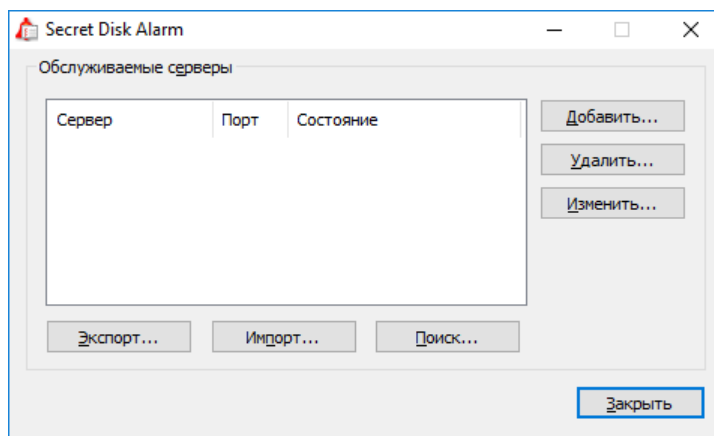 Secret Disk Alarm
Обслуживаемые серверы
Сервер Порт Состояние
Добавить...
Удалить...
Изменить...
Экспорт... Импорт... Поиск...
Закрыть